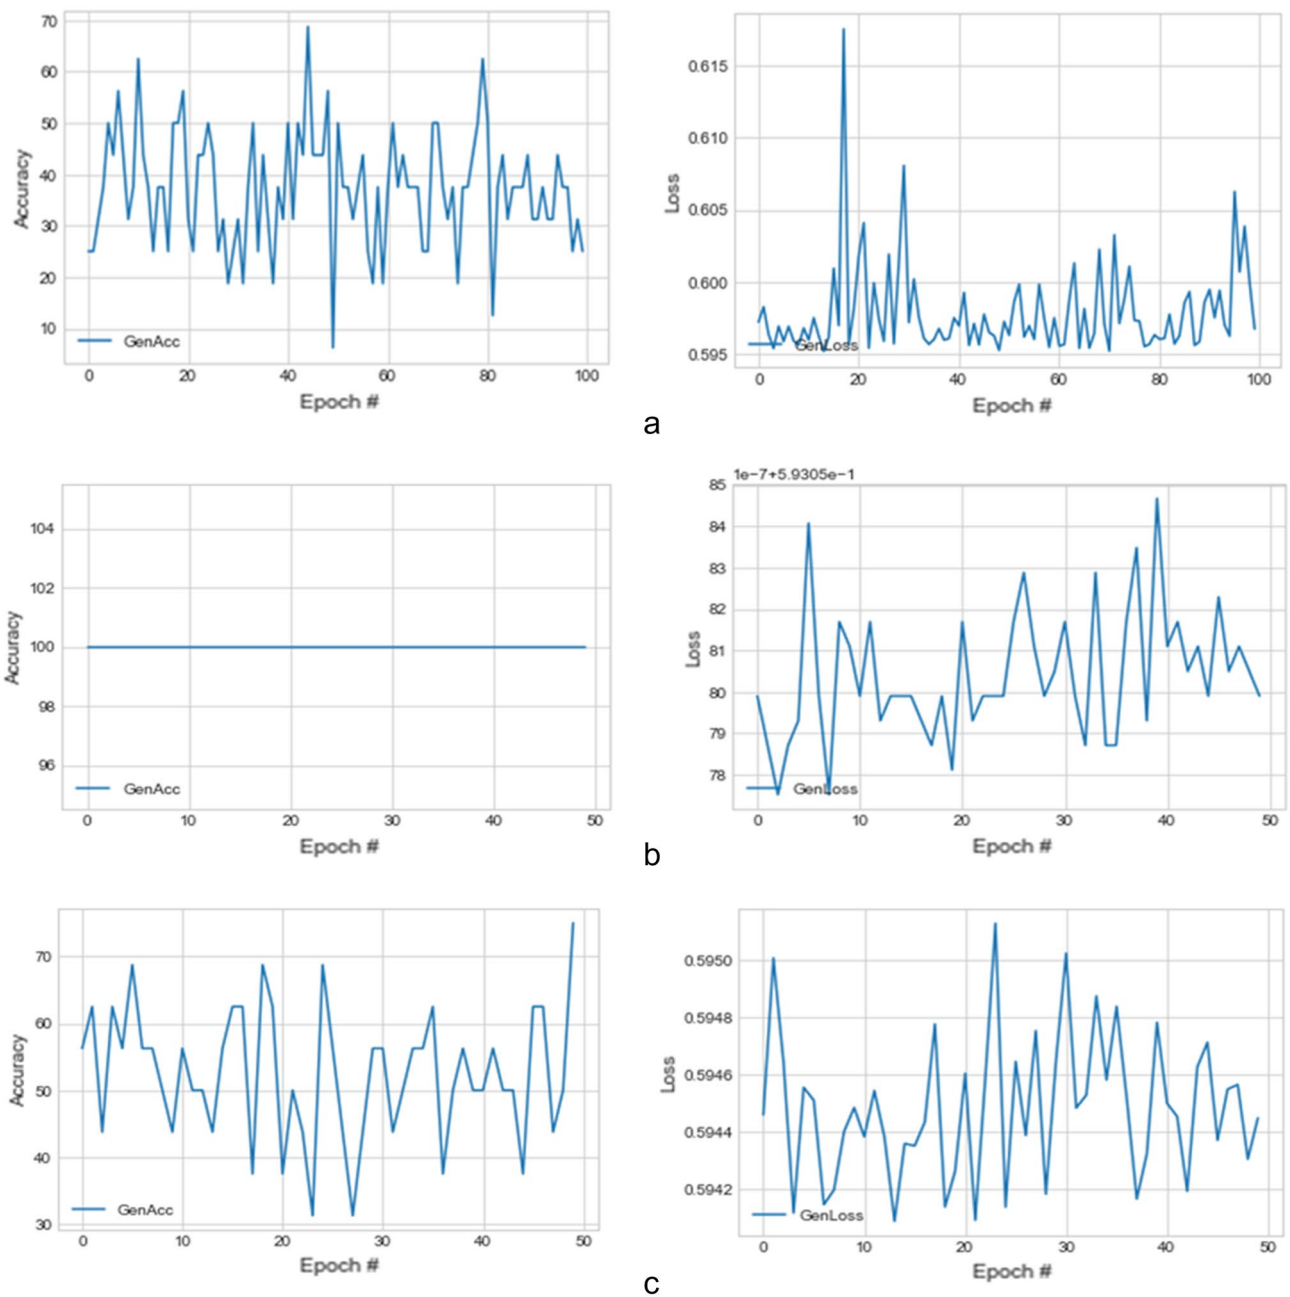 70
60
50
40
30
20
10
Accuracy
GenAcc
0 20 40 60 80 100
Epoch #
0.615
0.610
0.605
0.600
0.595
Loss
GenLoss
0 20 40 60 80 100
Epoch #
a
104
102
100
98
96
Accuracy
GenAcc
0 10 20 30 40 50
Epoch #
1e−7+5.9305e−1
85
84
83
82
81
80
79
78
Loss
GenLoss
0 10 20 30 40 50
Epoch #
b
70
60
50
40
30
Accuracy
GenAcc
0 10 20 30 40 50
Epoch #
0.5950
0.5948
0.5946
0.5944
0.5942
Loss
GenLoss
0 10 20 30 40 50
Epoch #
c